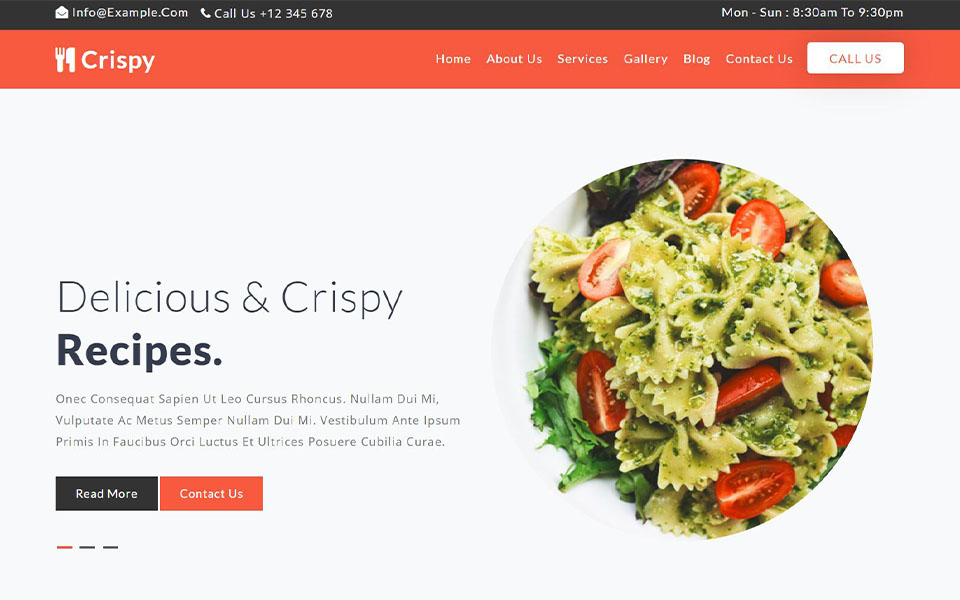 Info@Example.Com Call Us +12 345 678 Mon - Sun : 8:30am To 9:30pm
Crispy Home About Us Services Gallery Blog Contact Us CALL US
Delicious & Crispy
Recipes.
Onec Consequat Sapien Ut Leo Cursus Rhoncus. Nullam Dui Mi,
Vulputate Ac Metus Semper Nullam Dui Mi. Vestibulum Ante Ipsum
Primis In Faucibus Orci Luctus Et Ultrices Posuere Cubilia Curae.
Read More Contact Us